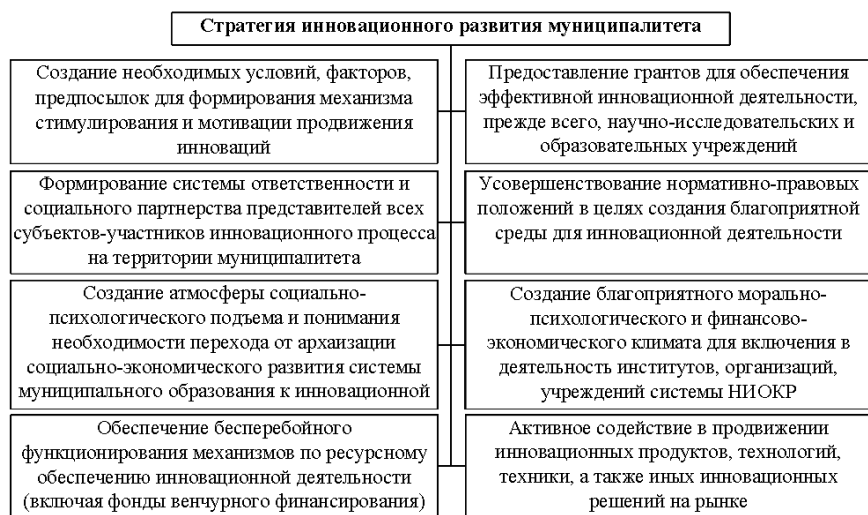 Стратегия инновационного развития муниципалитета
Создание необходимых условий, факторов,
предпосылок для формирования механизма
стимулирования и мотивации продвижения
инноваций
Предоставление грантов для обеспечения
эффективной инновационной деятельности,
прежде всего, научно-исследовательских и
образовательных учреждений
Формирование системы ответственности и
социального партнерства представителей всех
субъектов-участников инновационного процесса
на территории муниципалитета
Усовершенствование нормативно-правовых
положений в целях создания благоприятной
среды для инновационной деятельности
Создание атмосферы социально-
психологического подъема и понимания
необходимости перехода от архаизации
социально-экономического развития системы
муниципального образования к инновационной
Создание благоприятного морально-
психологического и финансово-
экономического климата для включения в
деятельность институтов, организаций,
учреждений системы НИОКР
Обеспечение бесперебойного
функционирования механизмов по ресурсному
обеспечению инновационной деятельности
(включая фонды венчурного финансирования)
Активное содействие в продвижении
инновационных продуктов, технологий,
техники, а также иных инновационных
решений на рынке